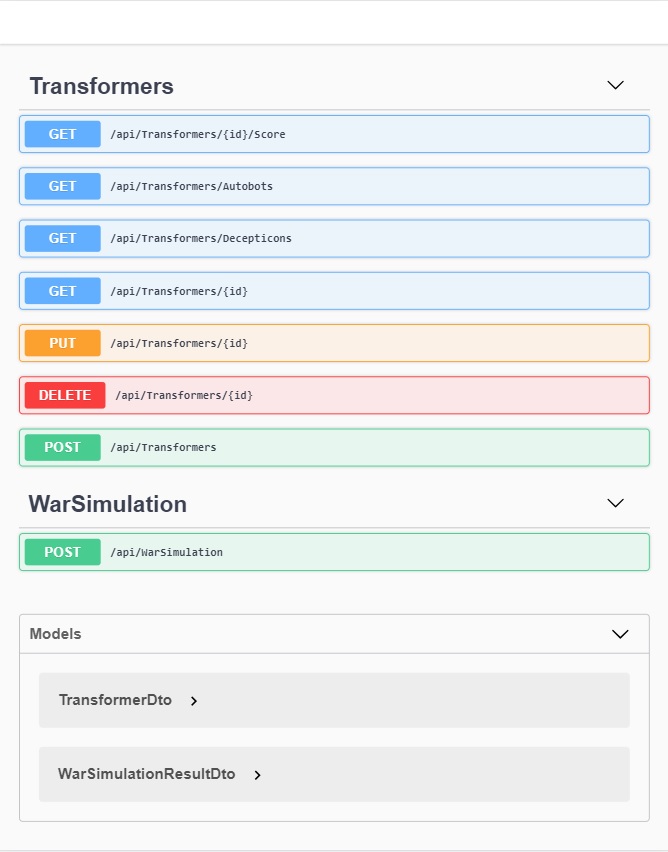 Transformers
GET /api/Transformers/{id}/Score
GET /api/Transformers/Autobots
GET /api/Transformers/Decepticons
GET /api/Transformers/{id}
PUT /api/Transformers/{id}
DELETE /api/Transformers/{id}
POST /api/Transformers
WarSimulation
POST /api/WarSimulation
Models
TransformerDto
WarSimulationResultDto